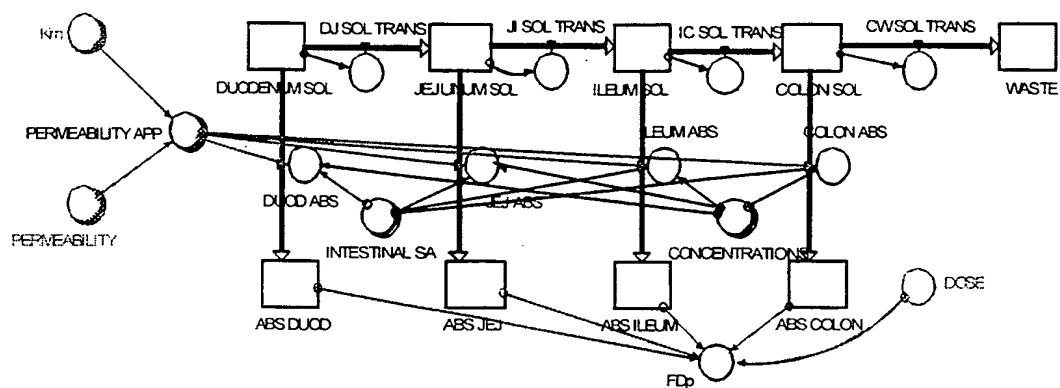 Km
DJ SOL TRANS
JI SOL TRANS
IC SOL TRANS
CW SOL TRANS
DUODENUM SOL
JEJUNUM SOL
ILEUM SOL
COLON SOL
WASTE
PERMEABILITY APP
ILEUM ABS
COLON ABS
DUOD ABS
JEJ ABS
PERMEABILITY
INTESTINAL SA
CONCENTRATIONS
DOSE
ABS DUOD
ABS JEJ
ABS ILEUM
ABS COLON
FDp